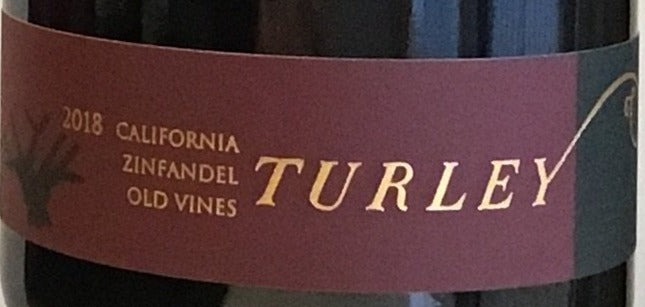 2018 CALIFORNIA
ZINFANDEL
OLD VINES
TURLEY